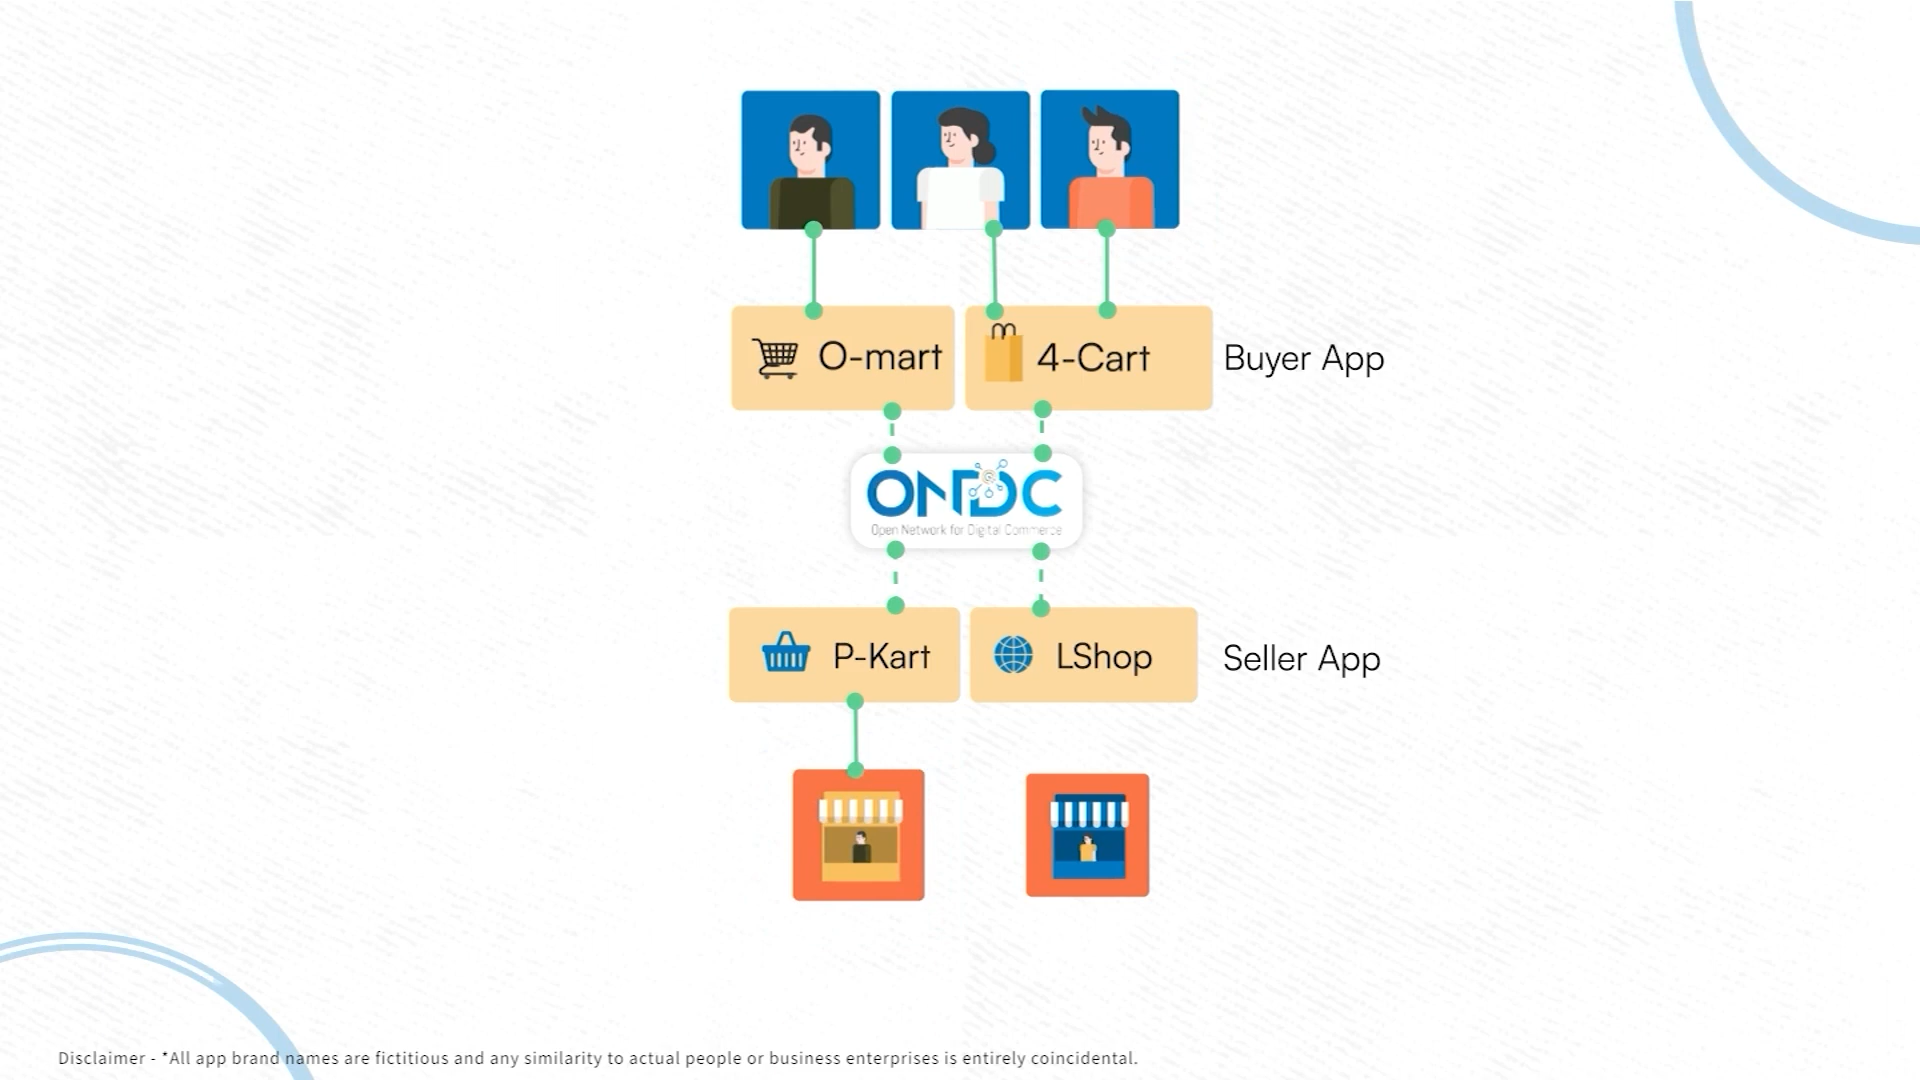 O-mart
4-Cart
Buyer App
ONDC
Open Network for Digital Commerce
P-Kart
LShop
Seller App
Disclaimer - *All app brand names are fictitious and any similarity to actual people or business enterprises is entirely coincidental.